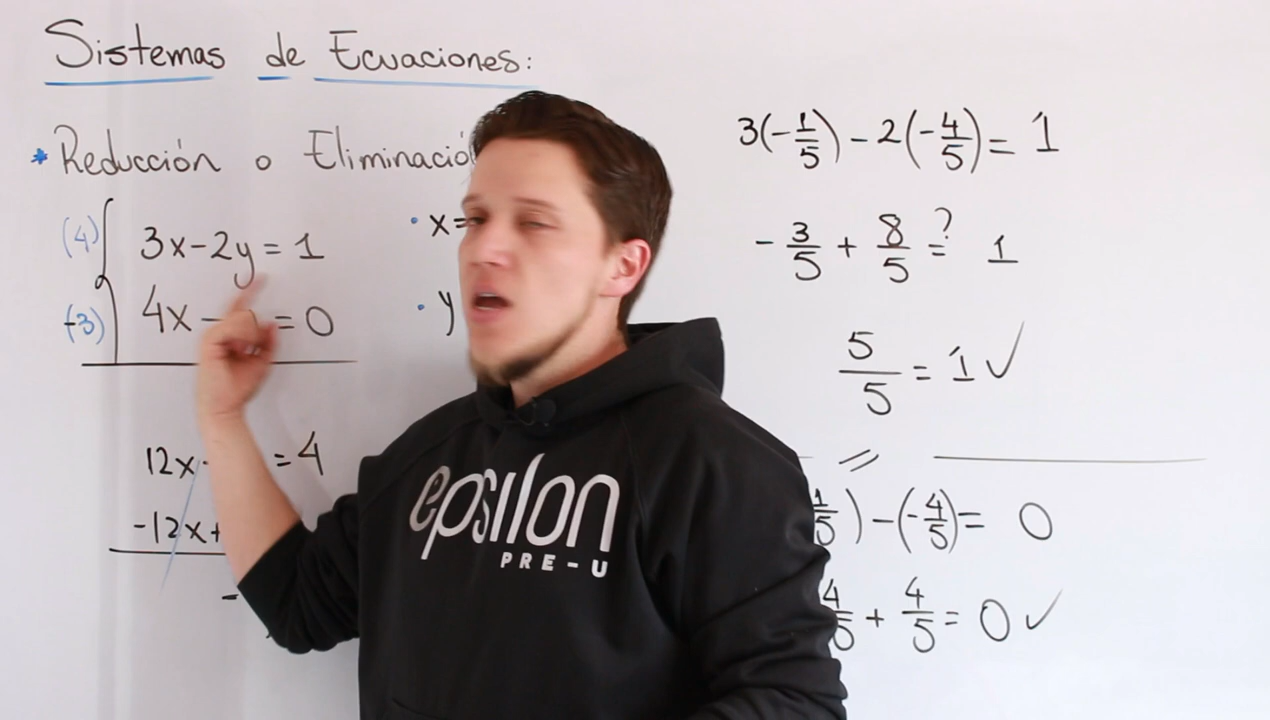 Sistemas de Ecuaciones:
* Reducción o Eliminació
(4) 3x-2y=1
(-3) 4x- =0
12x- =4
-12x+
-
• x=
• y
3(-1/5)-2(-4/5)=1
-3/5+8/5 =? 1
5/5=1✓
1/5)-(-4/5)=0
4/5+4/5=0✓
epsilon
PRE-U